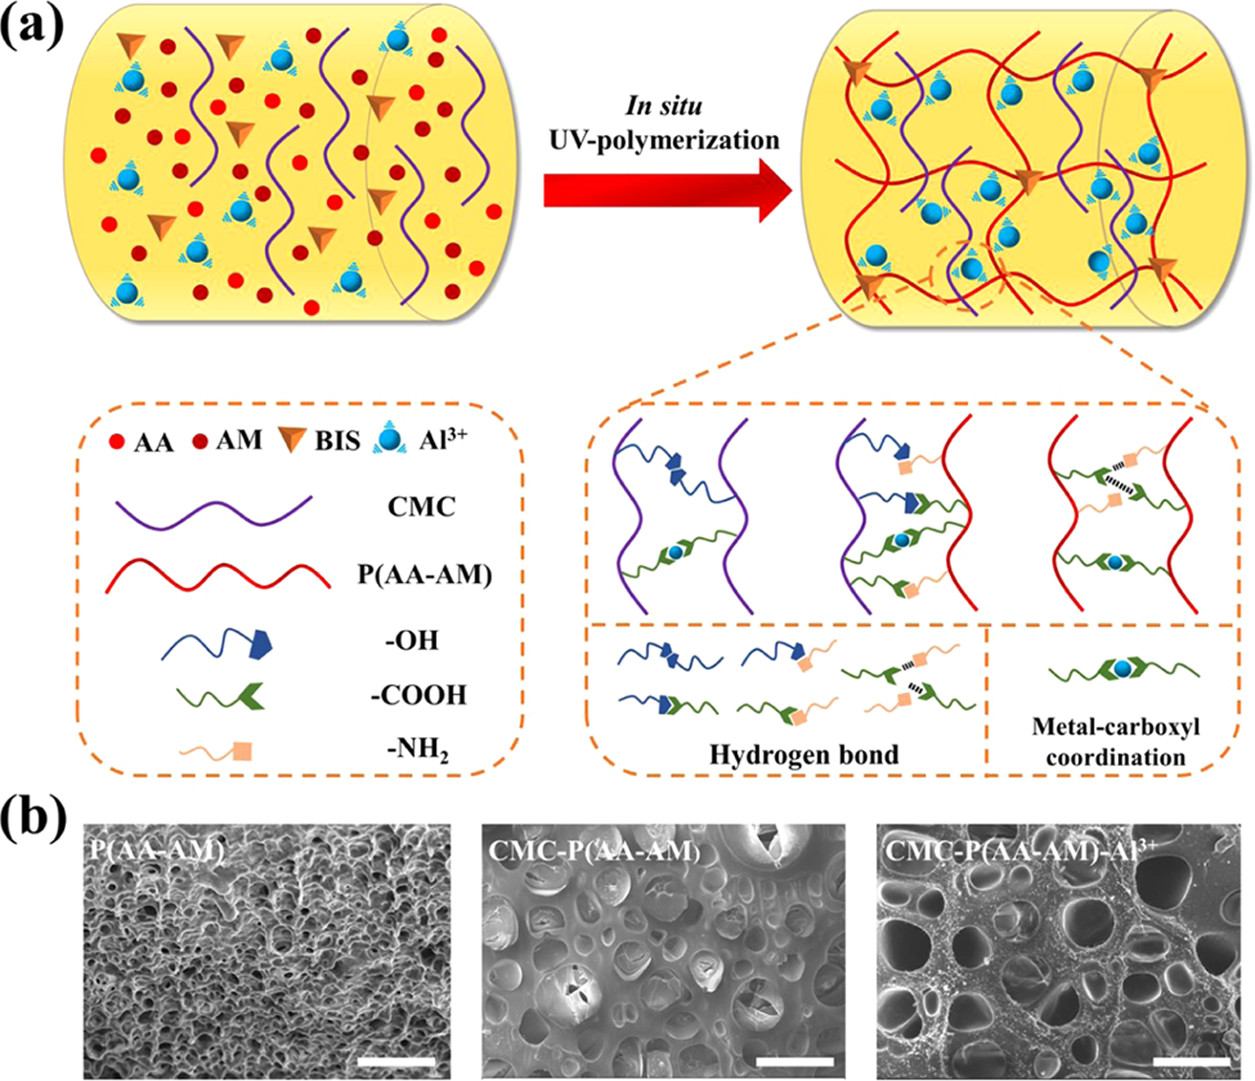 (a)
In situ
UV-polymerization
AA AM BIS Al³⁺
CMC
P(AA-AM)
-OH
-COOH
-NH₂
Hydrogen bond
Metal-carboxyl
coordination
(b)
P(AA-AM)
CMC-P(AA-AM)
CMC-P(AA-AM)-Al³⁺